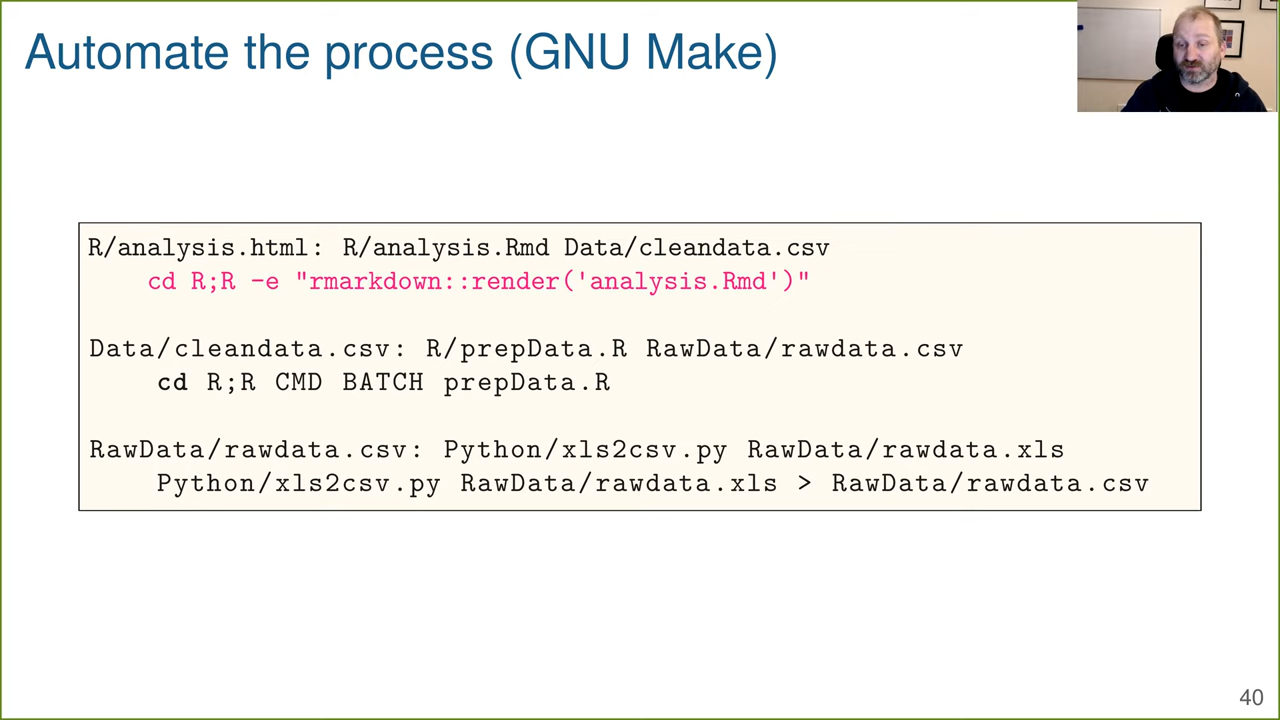 Automate the process (GNU Make)
R/analysis.html: R/analysis.Rmd Data/cleandata.csv
cd R;R -e "rmarkdown::render('analysis.Rmd')"
Data/cleandata.csv: R/prepData.R RawData/rawdata.csv
cd R;R CMD BATCH prepData.R
RawData/rawdata.csv: Python/xls2csv.py RawData/rawdata.xls
Python/xls2csv.py RawData/rawdata.xls > RawData/rawdata.csv
40